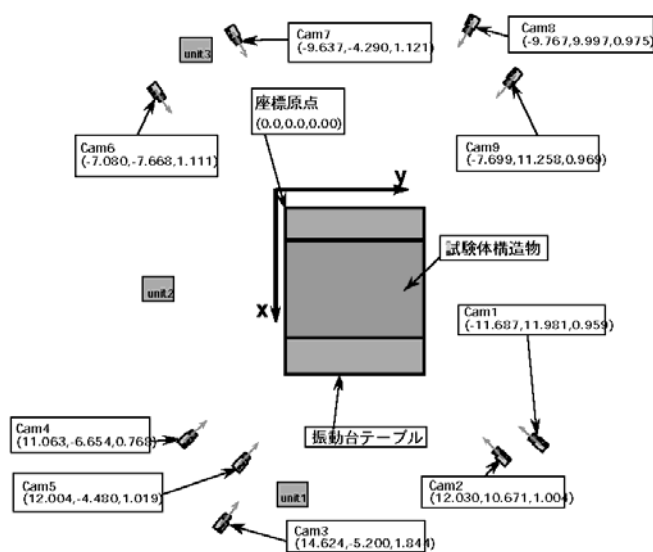 Cam7
(-9.637,-4.290,1.121)
Cam8
(-9.767,9.997,0.975)
unit3
座標原点
(0.0,0.0,0.00)
Cam6
(-7.080,-7.668,1.111)
Cam9
(-7.699,11.258,0.969)
y
試験体構造物
unit2
x
Cam1
(-11.687,11.981,0.959)
Cam4
(11.063,-6.654,0.768)
振動台テーブル
Cam5
(12.004,-4.480,1.019)
Cam2
(12.030,10.671,1.004)
unit1
Cam3
(14.624,-5.200,1.844)